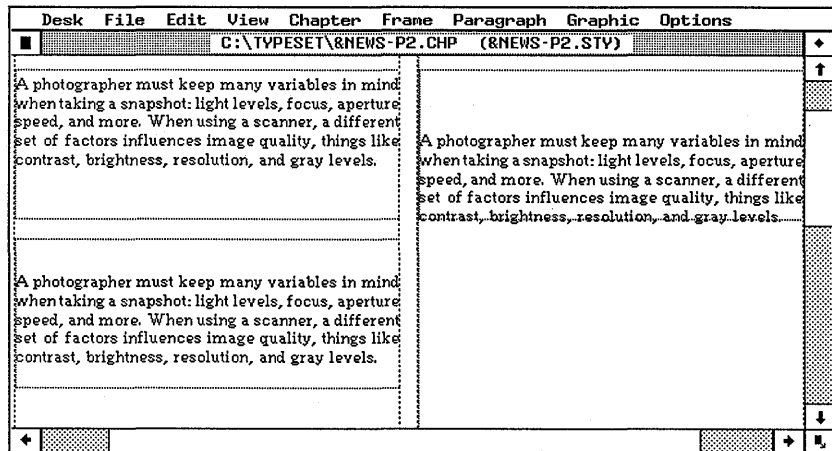 Desk File Edit View Chapter Frame Paragraph Graphic Options
C:\TYPESET\&NEWS-P2.CHP (&NEWS-P2.STY)
A photographer must keep many variables in mind
when taking a snapshot: light levels, focus, aperture
speed, and more. When using a scanner, a different
set of factors influences image quality, things like
contrast, brightness, resolution, and gray levels.
A photographer must keep many variables in mind
when taking a snapshot: light levels, focus, aperture
speed, and more. When using a scanner, a different
set of factors influences image quality, things like
contrast, brightness, resolution, and gray levels.
A photographer must keep many variables in mind
when taking a snapshot: light levels, focus, aperture
speed, and more. When using a scanner, a different
set of factors influences image quality, things like
contrast, brightness, resolution, and gray levels.